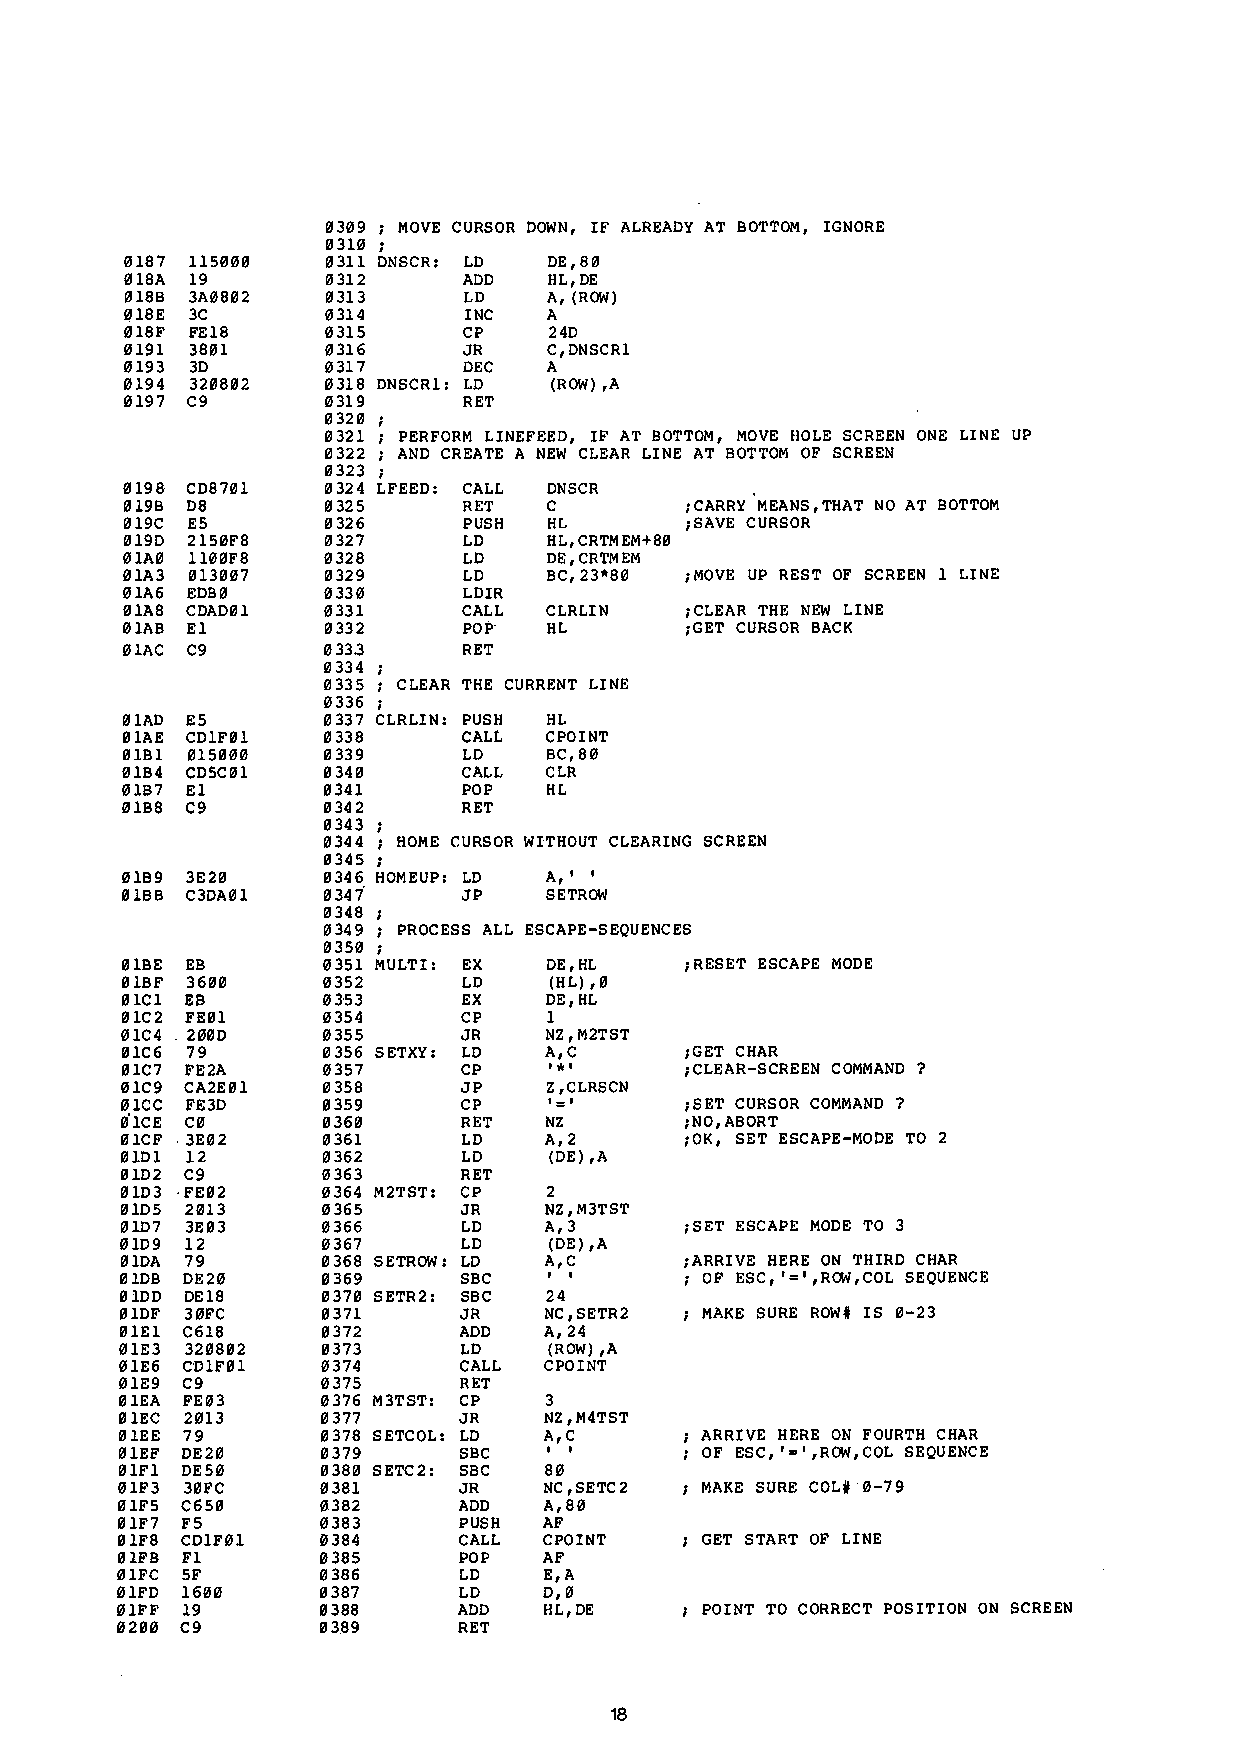 0309 ; MOVE CURSOR DOWN, IF ALREADY AT BOTTOM, IGNORE
0310 ;
0187 115000 0311 DNSCR: LD DE,80
018A 19 0312 ADD HL,DE
018B 3A0802 0313 LD A,(ROW)
018E 3C 0314 INC A
018F FE18 0315 CP 24D
0191 3801 0316 JR C,DNSCR1
0193 3D 0317 DEC A
0194 320802 0318 DNSCR1: LD (ROW),A
0197 C9 0319 RET
0320 ;
0321 ; PERFORM LINEFEED, IF AT BOTTOM, MOVE HOLE SCREEN ONE LINE UP
0322 ; AND CREATE A NEW CLEAR LINE AT BOTTOM OF SCREEN
0323 ;
0198 CD8701 0324 LFEED: CALL DNSCR
019B D8 0325 RET C ;CARRY MEANS,THAT NO AT BOTTOM
019C E5 0326 PUSH HL ;SAVE CURSOR
019D 2150F8 0327 LD HL,CRTMEM+80
01A0 1100F8 0328 LD DE,CRTMEM
01A3 013007 0329 LD BC,23*80 ;MOVE UP REST OF SCREEN 1 LINE
01A6 EDB0 0330 LDIR
01A8 CDAD01 0331 CALL CLRLIN ;CLEAR THE NEW LINE
01AB E1 0332 POP HL ;GET CURSOR BACK
01AC C9 0333 RET
0334 ;
0335 ; CLEAR THE CURRENT LINE
0336 ;
01AD E5 0337 CLRLIN: PUSH HL
01AE CD1F01 0338 CALL CPOINT
01B1 015000 0339 LD BC,80
01B4 CD5C01 0340 CALL CLR
01B7 E1 0341 POP HL
01B8 C9 0342 RET
0343 ;
0344 ; HOME CURSOR WITHOUT CLEARING SCREEN
0345 ;
01B9 3E20 0346 HOMEUP: LD A,' '
01BB C3DA01 0347 JP SETROW
0348 ;
0349 ; PROCESS ALL ESCAPE-SEQUENCES
0350 ;
01BE EB 0351 MULTI: EX DE,HL ;RESET ESCAPE MODE
01BF 3600 0352 LD (HL),0
01C1 EB 0353 EX DE,HL
01C2 FE01 0354 CP 1
01C4 200D 0355 JR NZ,M2TST
01C6 79 0356 SETXY: LD A,C ;GET CHAR
01C7 FE2A 0357 CP '*' ;CLEAR-SCREEN COMMAND ?
01C9 CA2E01 0358 JP Z,CLRSCN
01CC FE3D 0359 CP '=' ;SET CURSOR COMMAND ?
01CE C0 0360 RET NZ ;NO,ABORT
01CF 3E02 0361 LD A,2 ;OK, SET ESCAPE-MODE TO 2
01D1 12 0362 LD (DE),A
01D2 C9 0363 RET
01D3 FE02 0364 M2TST: CP 2
01D5 2013 0365 JR NZ,M3TST
01D7 3E03 0366 LD A,3 ;SET ESCAPE MODE TO 3
01D9 12 0367 LD (DE),A
01DA 79 0368 SETROW: LD A,C ;ARRIVE HERE ON THIRD CHAR
01DB DE20 0369 SBC ' ' ; OF ESC,'=',ROW,COL SEQUENCE
01DD DE18 0370 SETR2: SBC 24
01DF 30FC 0371 JR NC,SETR2 ; MAKE SURE ROW# IS 0-23
01E1 C618 0372 ADD A,24
01E3 320802 0373 LD (ROW),A
01E6 CD1F01 0374 CALL CPOINT
01E9 C9 0375 RET
01EA FE03 0376 M3TST: CP 3
01EC 2013 0377 JR NZ,M4TST
01EE 79 0378 SETCOL: LD A,C ; ARRIVE HERE ON FOURTH CHAR
01EF DE20 0379 SBC ' ' ; OF ESC,'=',ROW,COL SEQUENCE
01F1 DE50 0380 SETC2: SBC 80
01F3 30FC 0381 JR NC,SETC2 ; MAKE SURE COL# 0-79
01F5 C650 0382 ADD A,80
01F7 F5 0383 PUSH AF
01F8 CD1F01 0384 CALL CPOINT ; GET START OF LINE
01FB F1 0385 POP AF
01FC 5F 0386 LD E,A
01FD 1600 0387 LD D,0
01FF 19 0388 ADD HL,DE ; POINT TO CORRECT POSITION ON SCREEN
0200 C9 0389 RET
18